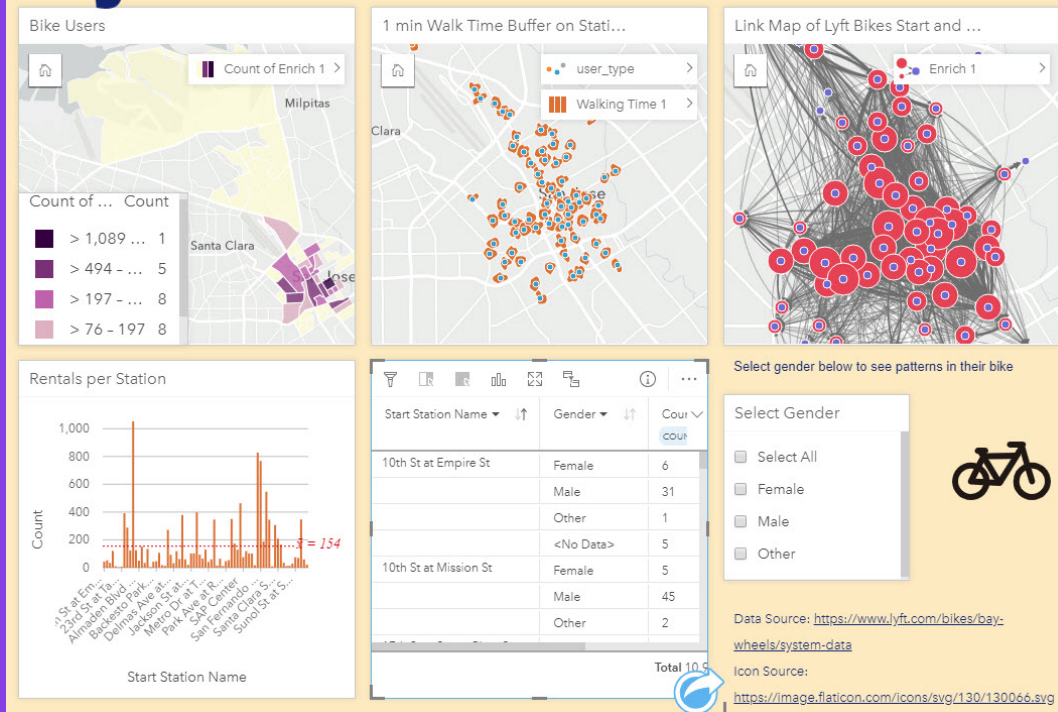 Bike Users
Count of Enrich 1
Milpitas
Santa Clara
Count of ... Count
> 1,089 ... 1
> 494 - ... 5
> 197 - ... 8
> 76 - 197 8
1 min Walk Time Buffer on Stati...
user_type
Walking Time 1
Clara
San Jose
Link Map of Lyft Bikes Start and ...
Enrich 1
Rentals per Station
1,000
800
600
400
200
0
Count
x̄ = 154
23rd St at Ta...
Almaden Blvd ...
Backesto Park...
Delmas Ave at...
Jackson St at...
Metro Dr at T...
Park Ave at R...
SAP Center
San Fernando ...
Santa Clara S...
Sunol St at S...
Start Station Name
Start Station Name Gender
10th St at Empire St Female 6
Male 31
Other 1
<No Data> 5
10th St at Mission St Female 5
Male 45
Other 2
Total 10,9
Select gender below to see patterns in their bike
Select Gender
Select All
Female
Male
Other
Data Source: https://www.lyft.com/bikes/bay-
wheels/system-data
Icon Source:
https://image.flaticon.com/icons/svg/130/130066.svg